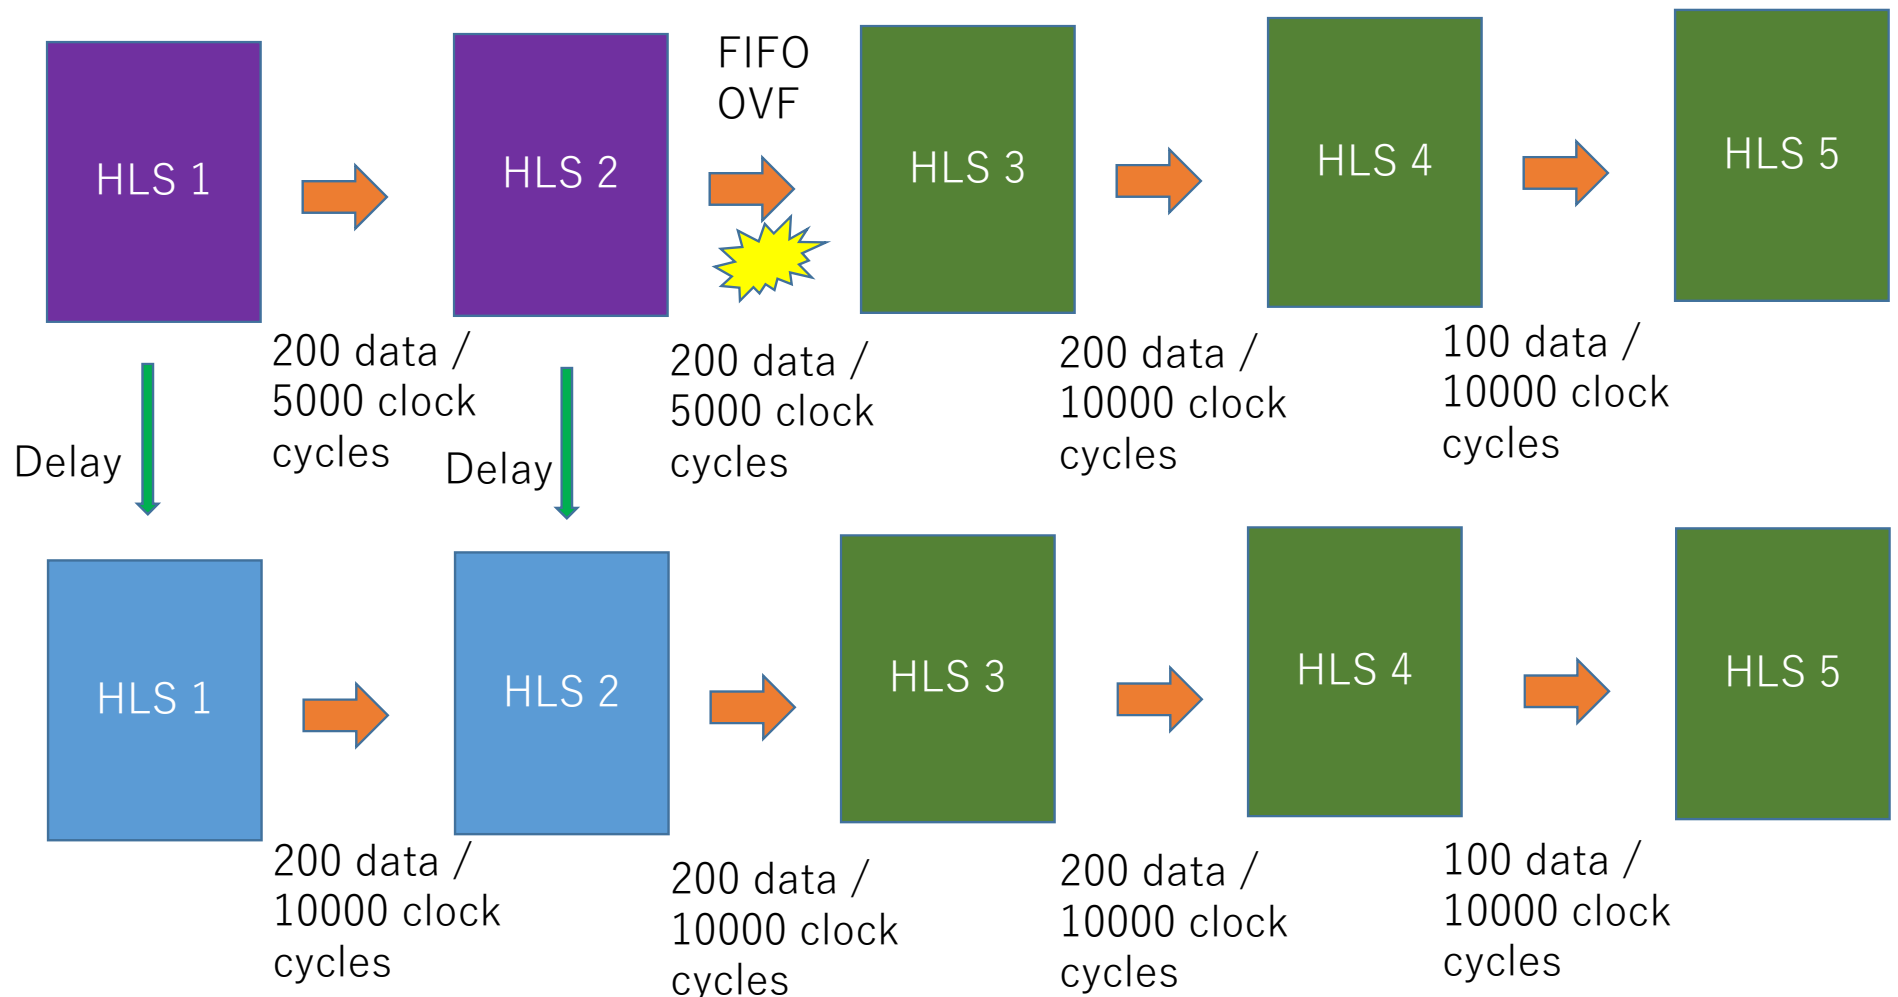 FIFO
OVF
HLS 1
HLS 2
HLS 3
HLS 4
HLS 5
200 data /
5000 clock
cycles
200 data /
5000 clock
cycles
200 data /
10000 clock
cycles
100 data /
10000 clock
cycles
Delay
Delay
HLS 1
HLS 2
HLS 3
HLS 4
HLS 5
200 data /
10000 clock
cycles
200 data /
10000 clock
cycles
200 data /
10000 clock
cycles
100 data /
10000 clock
cycles